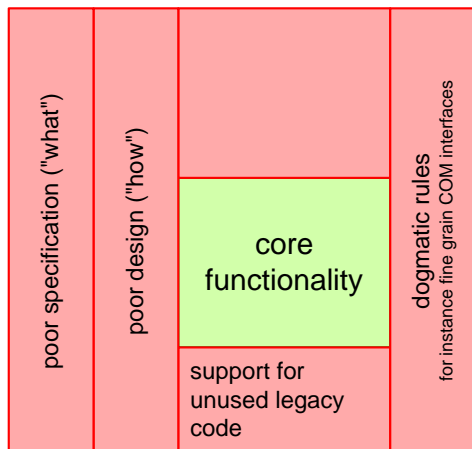 poor specification ("what")
poor design ("how")
core
functionality
support for
unused legacy
code
dogmatic rules
for instance fine grain COM interfaces